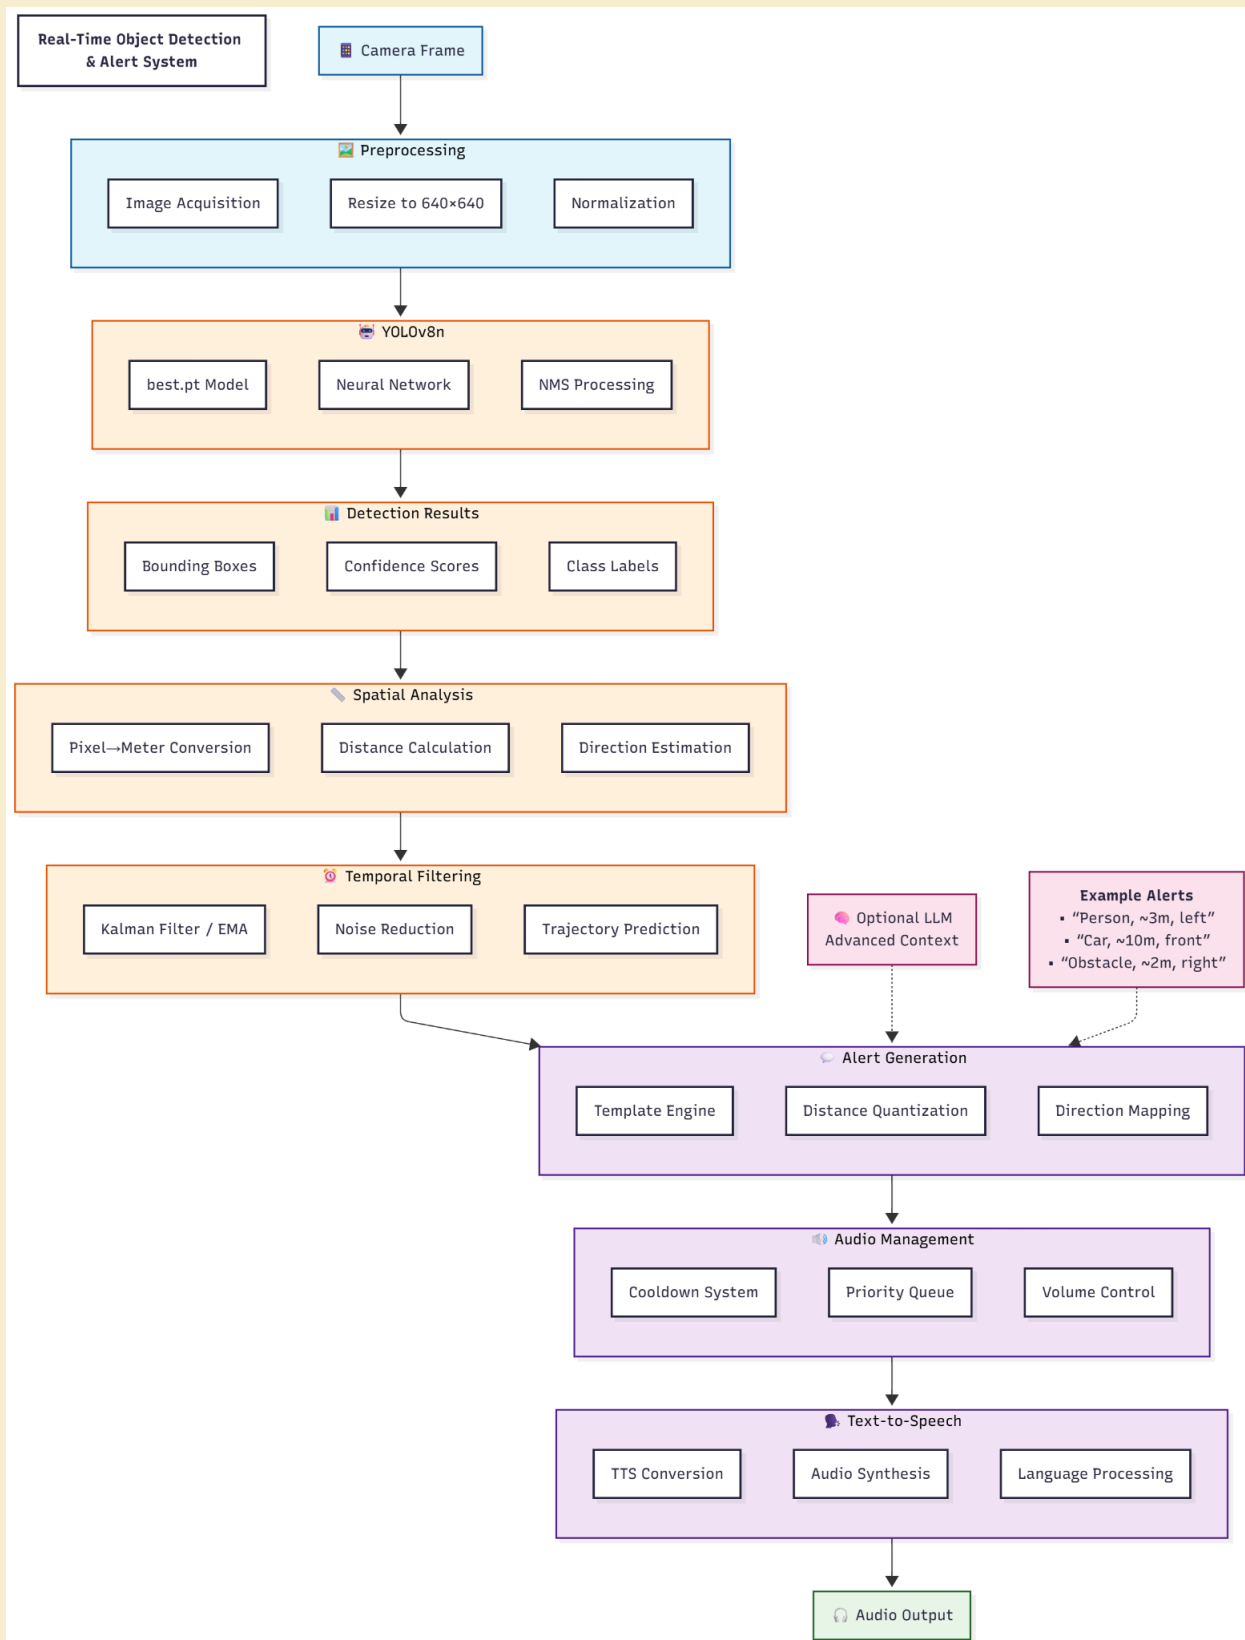 Real-Time Object Detection
& Alert System
Camera Frame
Preprocessing
Image Acquisition
Resize to 640×640
Normalization
YOLOv8n
best.pt Model
Neural Network
NMS Processing
Detection Results
Bounding Boxes
Confidence Scores
Class Labels
Spatial Analysis
Pixel→Meter Conversion
Distance Calculation
Direction Estimation
Temporal Filtering
Kalman Filter / EMA
Noise Reduction
Trajectory Prediction
Optional LLM
Advanced Context
Example Alerts
▪ “Person, ~3m, left”
▪ “Car, ~10m, front”
▪ “Obstacle, ~2m, right”
Alert Generation
Template Engine
Distance Quantization
Direction Mapping
Audio Management
Cooldown System
Priority Queue
Volume Control
Text-to-Speech
TTS Conversion
Audio Synthesis
Language Processing
Audio Output